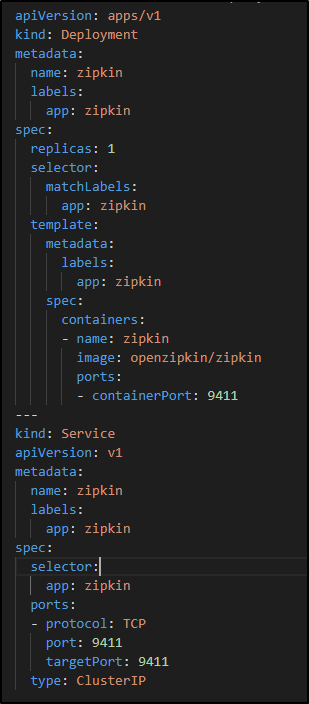 apiVersion: apps/v1
kind: Deployment
metadata:
  name: zipkin
  labels:
    app: zipkin
spec:
  replicas: 1
  selector:
    matchLabels:
      app: zipkin
  template:
    metadata:
      labels:
        app: zipkin
    spec:
      containers:
      - name: zipkin
        image: openzipkin/zipkin
        ports:
        - containerPort: 9411
---
kind: Service
apiVersion: v1
metadata:
  name: zipkin
  labels:
    app: zipkin
spec:
  selector:
    app: zipkin
  ports:
  - protocol: TCP
    port: 9411
    targetPort: 9411
  type: ClusterIP